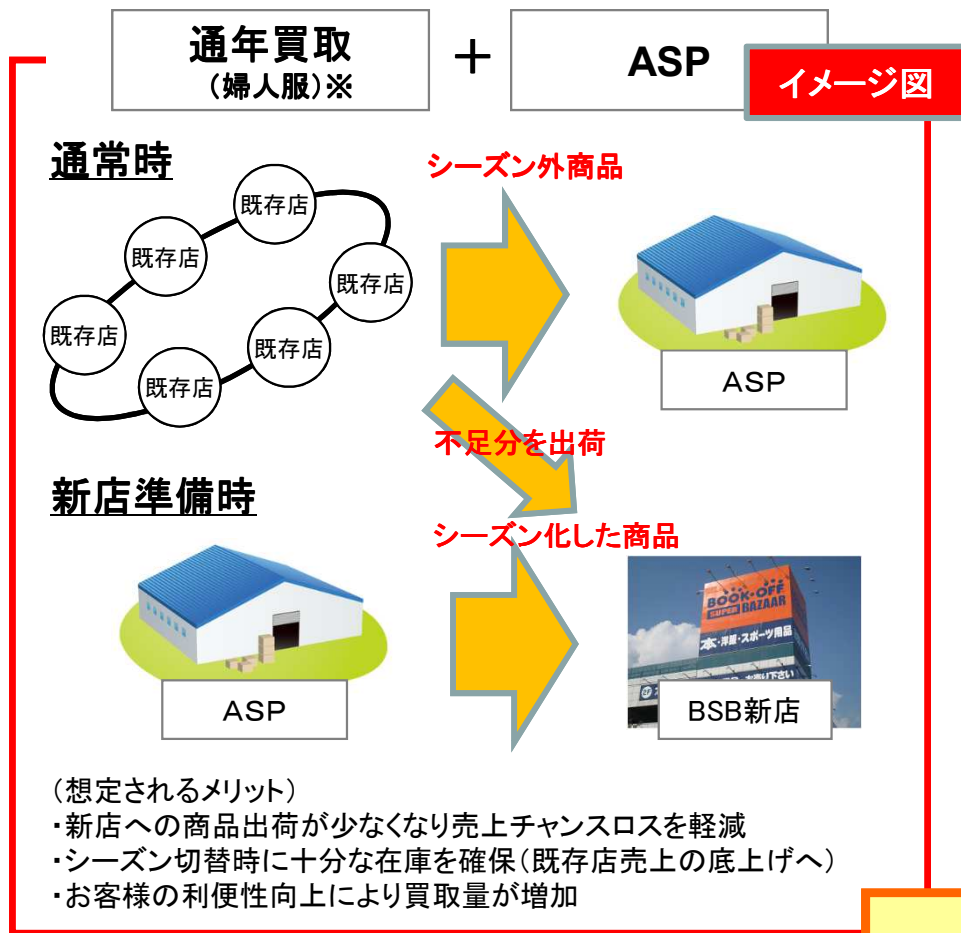 通年買取
(婦人服)※
＋
ASP
イメージ図
通常時
シーズン外商品
既存店
既存店
既存店
既存店
既存店
既存店
ASP
不足分を出荷
新店準備時
シーズン化した商品
BOOK・OFF
SUPER BAZAAR
本・洋服・スポーツ用品
お売り下さい
ASP
BSB新店
（想定されるメリット）
・新店への商品出荷が少なくなり売上チャンスロスを軽減
・シーズン切替時に十分な在庫を確保（既存店売上の底上げへ）
・お客様の利便性向上により買取量が増加